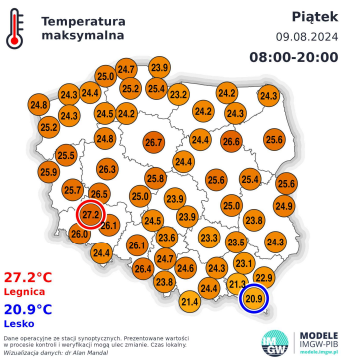 Temperatura
maksymalna
Piątek
09.08.2024
08:00-20:00
25.0 24.7 23.9
24.8 24.3 24.4 25.2 25.4 23.2 24.2 24.3
25.2 24.3 24.5 24.2 24.2 24.3
24.8 26.7 24.4 26.6 25.6
25.5 24.4
25.9 26.3 25.8 25.6 25.4 25.6
25.7 26.5 25.0 23.9 25.0 24.9
27.2 26.1 24.5 23.9 23.8
26.0 23.6 23.3 23.5 24.3
24.4 26.1 24.7 23.1
26.4 24.6 24.3 22.9
23.8 21.3
21.4 20.9
27.2°C
Legnica
20.9°C
Lesko
Dane operacyjne ze stacji synoptycznych. Prezentowane wartości
w procesie kontroli i weryfikacji mogą ulec zmianie. Czas lokalny.
Wizualizacja danych: dr Alan Mandal
IM
GW
MODELE
IMGW-PIB
modele.imgw.pl